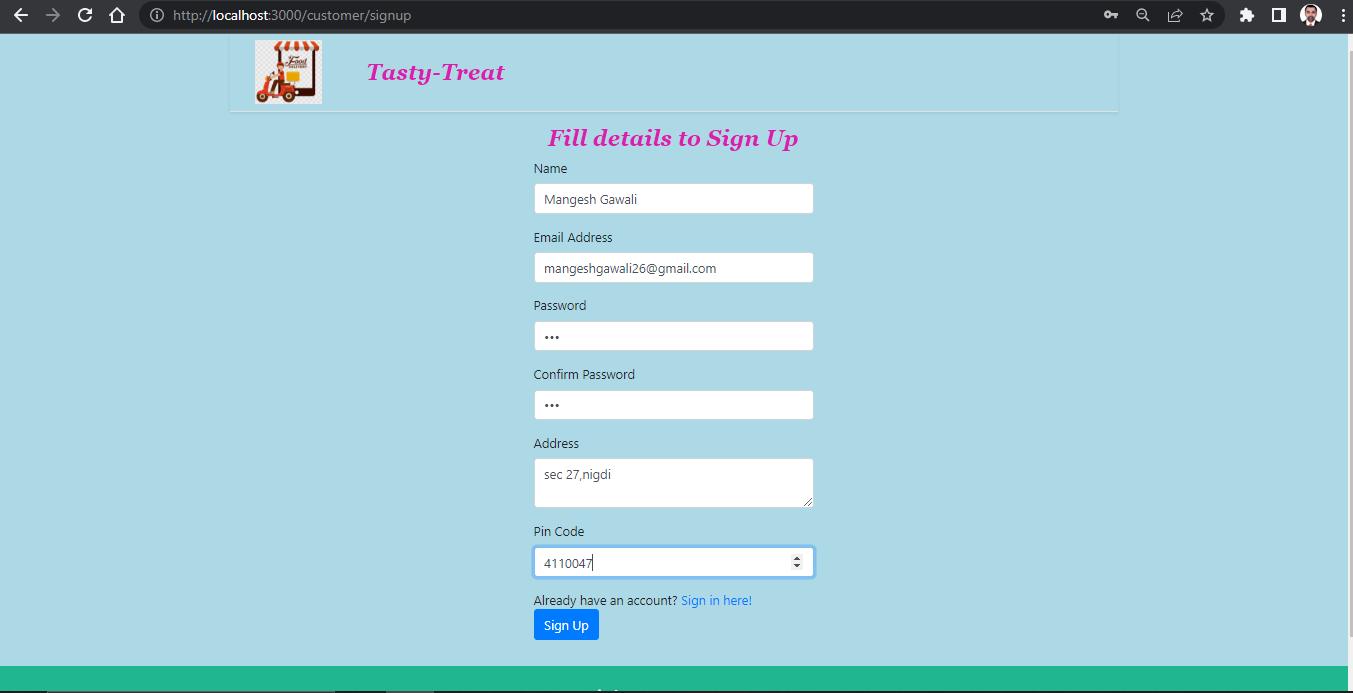 http://localhost:3000/customer/signup
Food
Tasty-Treat
Fill details to Sign Up
Name
Mangesh Gawali
Email Address
mangeshgawali26@gmail.com
Password
•••
Confirm Password
•••
Address
sec 27,nigdi
Pin Code
4110047
Already have an account? Sign in here!
Sign Up